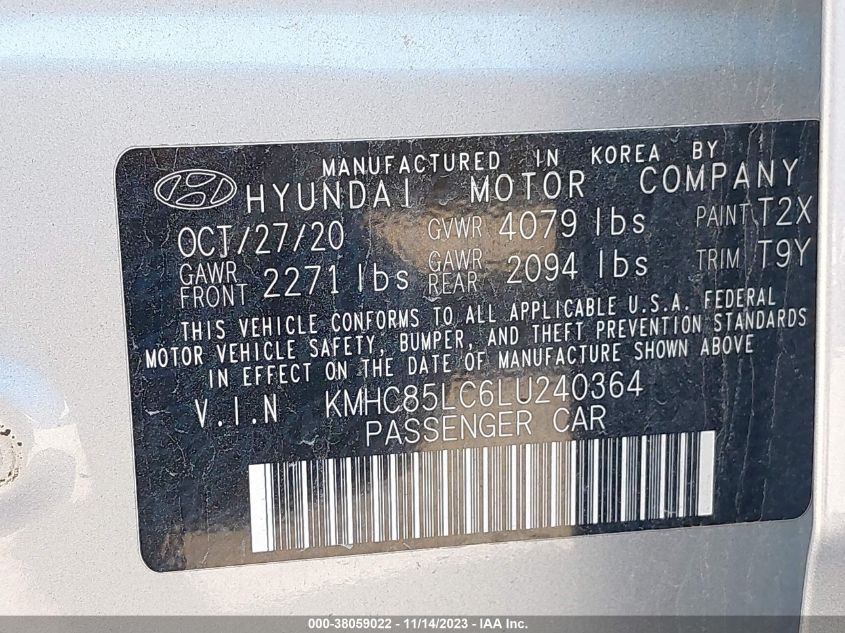 MANUFACTURED IN KOREA BY
HYUNDAI MOTOR COMPANY
OCT/27/20 GVWR 4079 lbs PAINT T2X
GAWR FRONT 2271 lbs GAWR REAR 2094 lbs TRIM T9Y
THIS VEHICLE CONFORMS TO ALL APPLICABLE U.S.A. FEDERAL
MOTOR VEHICLE SAFETY, BUMPER, AND THEFT PREVENTION STANDARDS
IN EFFECT ON THE DATE OF MANUFACTURE SHOWN ABOVE
V.I.N KMHC85LC6LU240364
PASSENGER CAR
000-38059022 - 11/14/2023 - IAA Inc.